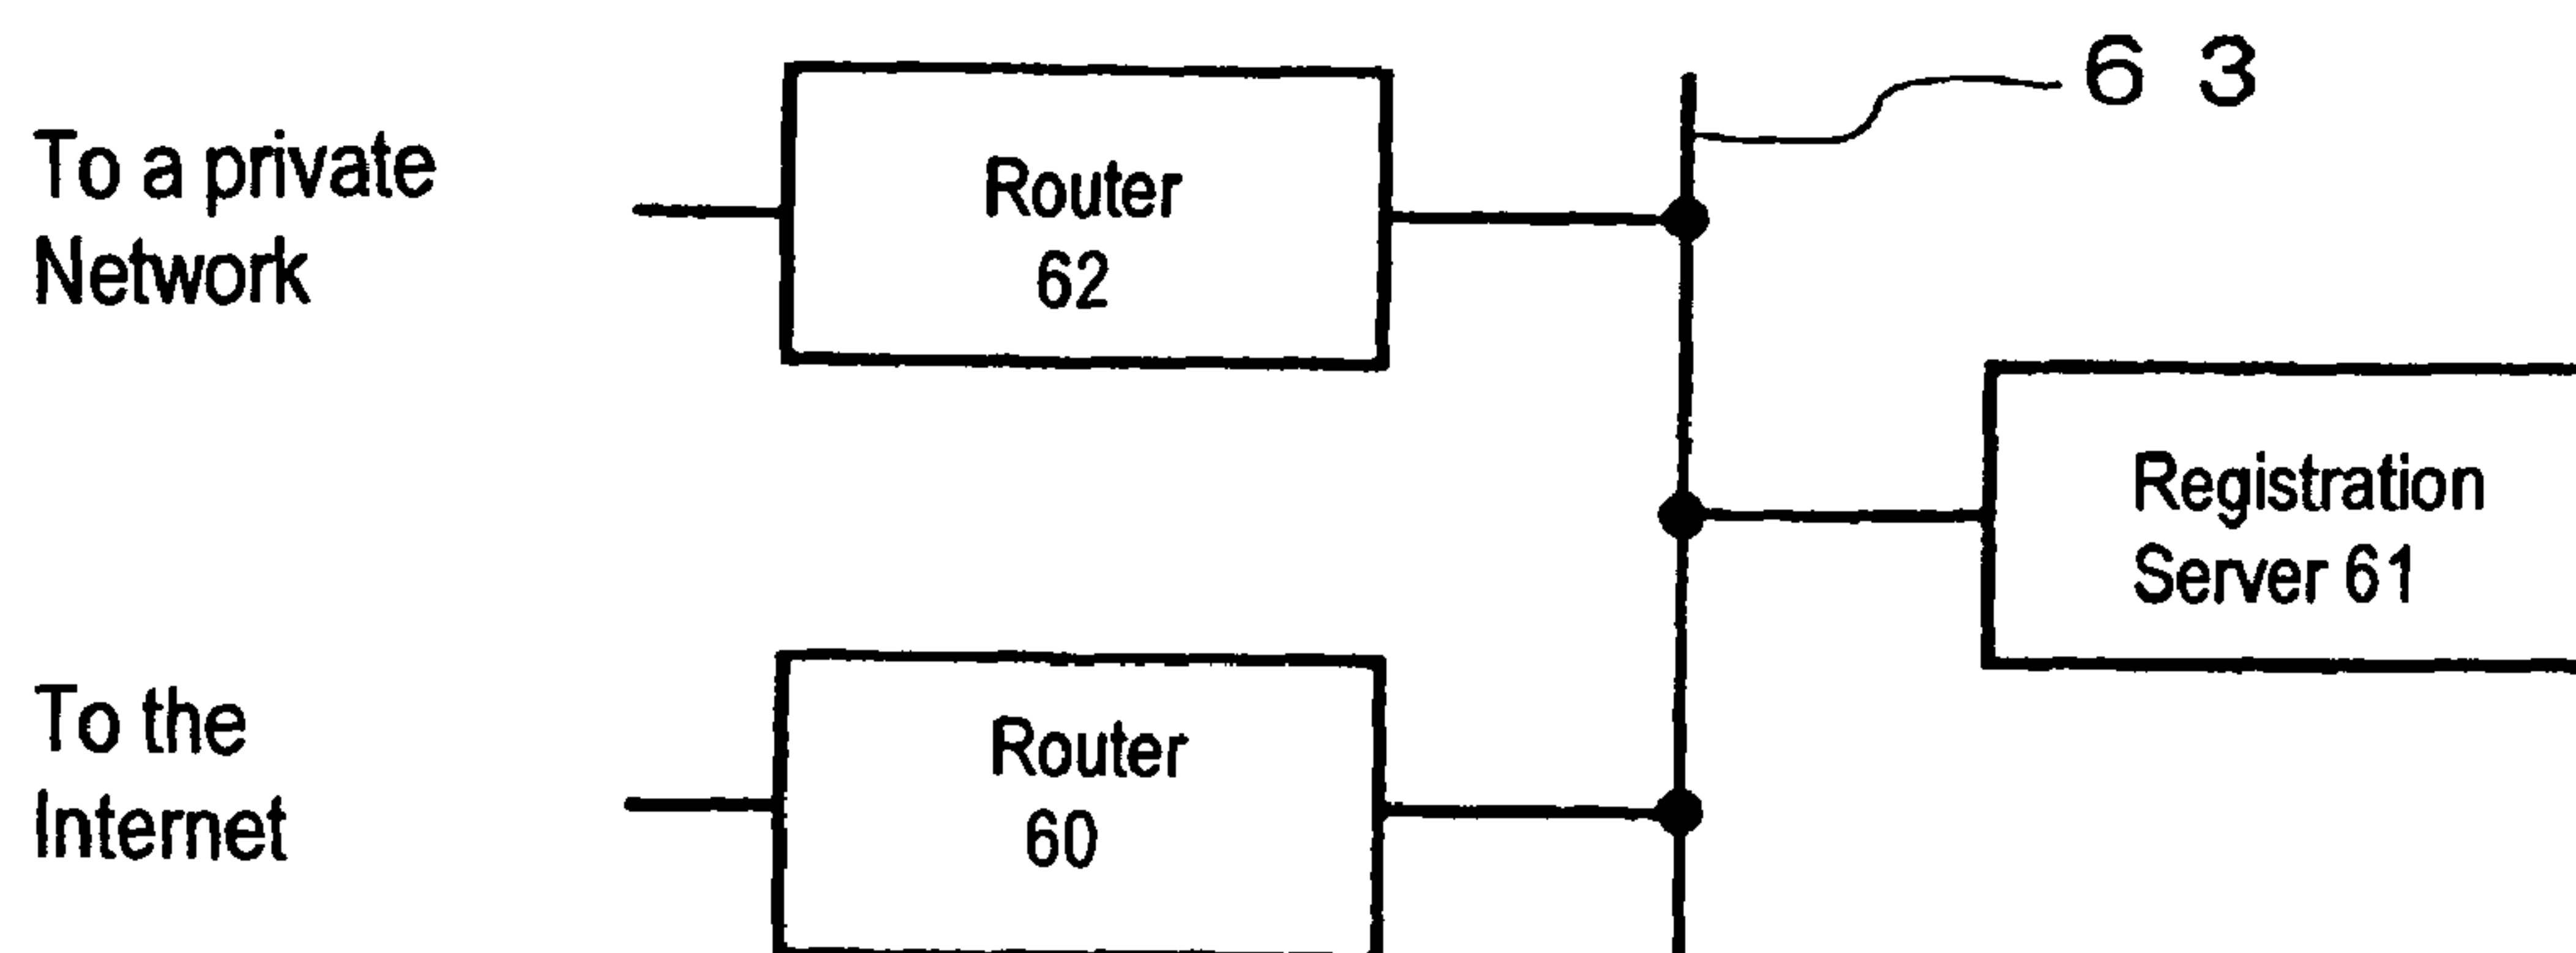 6 3
To a private
Network
Router
62
Registration
Server 61
To the
Internet
Router
60